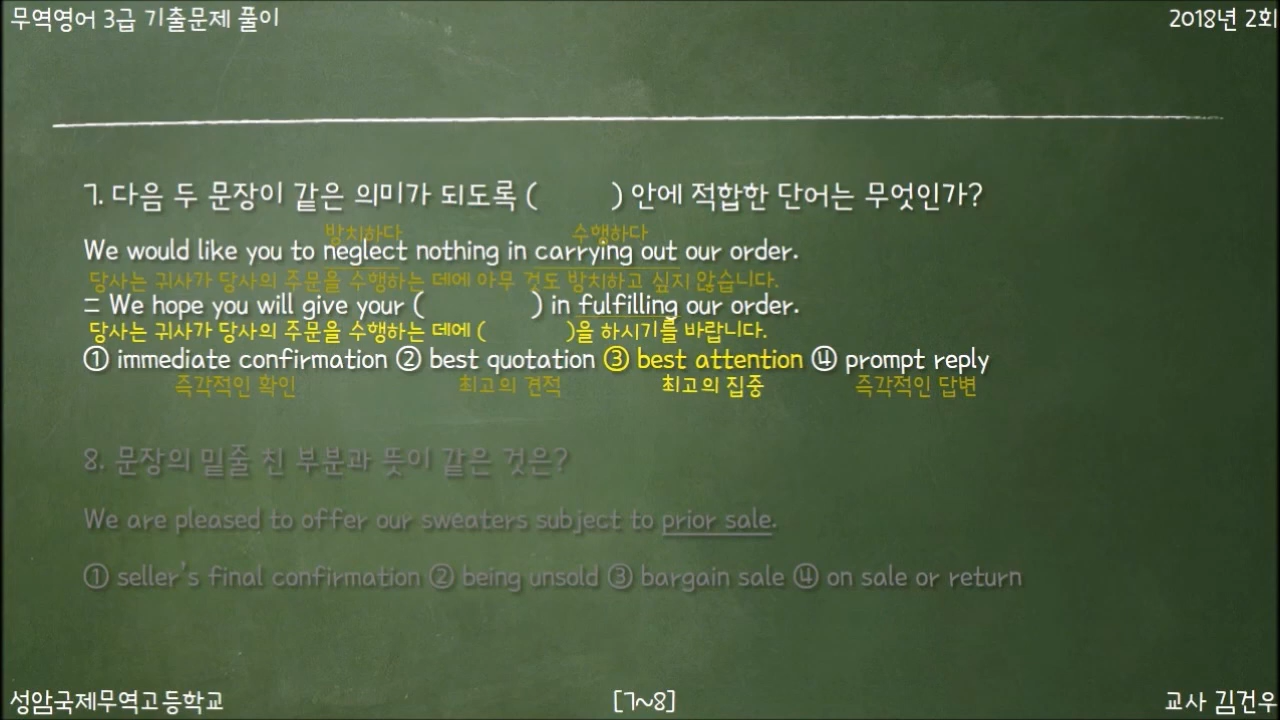 무역영어 3급 기출문제 풀이
2018년 2회
7. 다음 두 문장이 같은 의미가 되도록 ( ) 안에 적합한 단어는 무엇인가?
방치하다 수행하다
We would like you to neglect nothing in carrying out our order.
당사는 귀사가 당사의 주문을 수행하는 데에 아무 것도 방치하고 싶지 않습니다.
= We hope you will give your ( ) in fulfilling our order.
당사는 귀사가 당사의 주문을 수행하는 데에 ( )을 하시기를 바랍니다.
① immediate confirmation ② best quotation ③ best attention ④ prompt reply
즉각적인 확인 최고의 견적 최고의 집중 즉각적인 답변
8. 문장의 밑줄 친 부분과 뜻이 같은 것은?
We are pleased to offer our sweaters subject to prior sale.
① seller's final confirmation ② being unsold ③ bargain sale ④ on sale or return
성암국제무역고등학교
[7~8]
교사 김건우